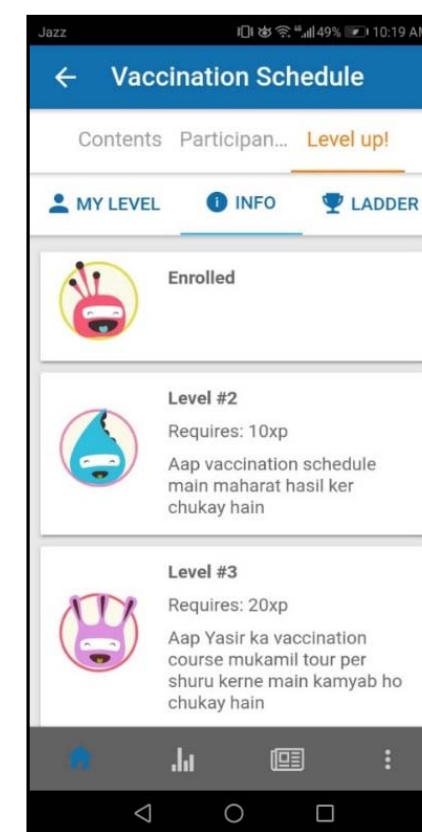 Jazz 49% 10:19 AM
Vaccination Schedule
Contents Participan... Level up!
MY LEVEL INFO LADDER
Enrolled
Level #2
Requires: 10xp
Aap vaccination schedule
main maharat hasil ker
chukay hain
Level #3
Requires: 20xp
Aap Yasir ka vaccination
course mukamil tour per
shuru kerne main kamyab ho
chukay hain